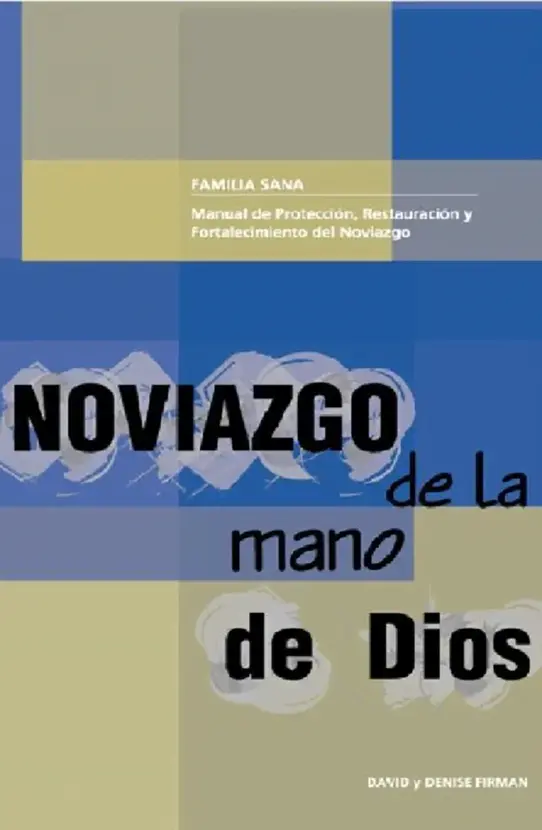 FAMILIA SANA
Manual de Protección, Restauración y
Fortalecimiento del Noviazgo
NOVIAZGO
de la
mano
de Dios
DAVID y DENISE FIRMAN